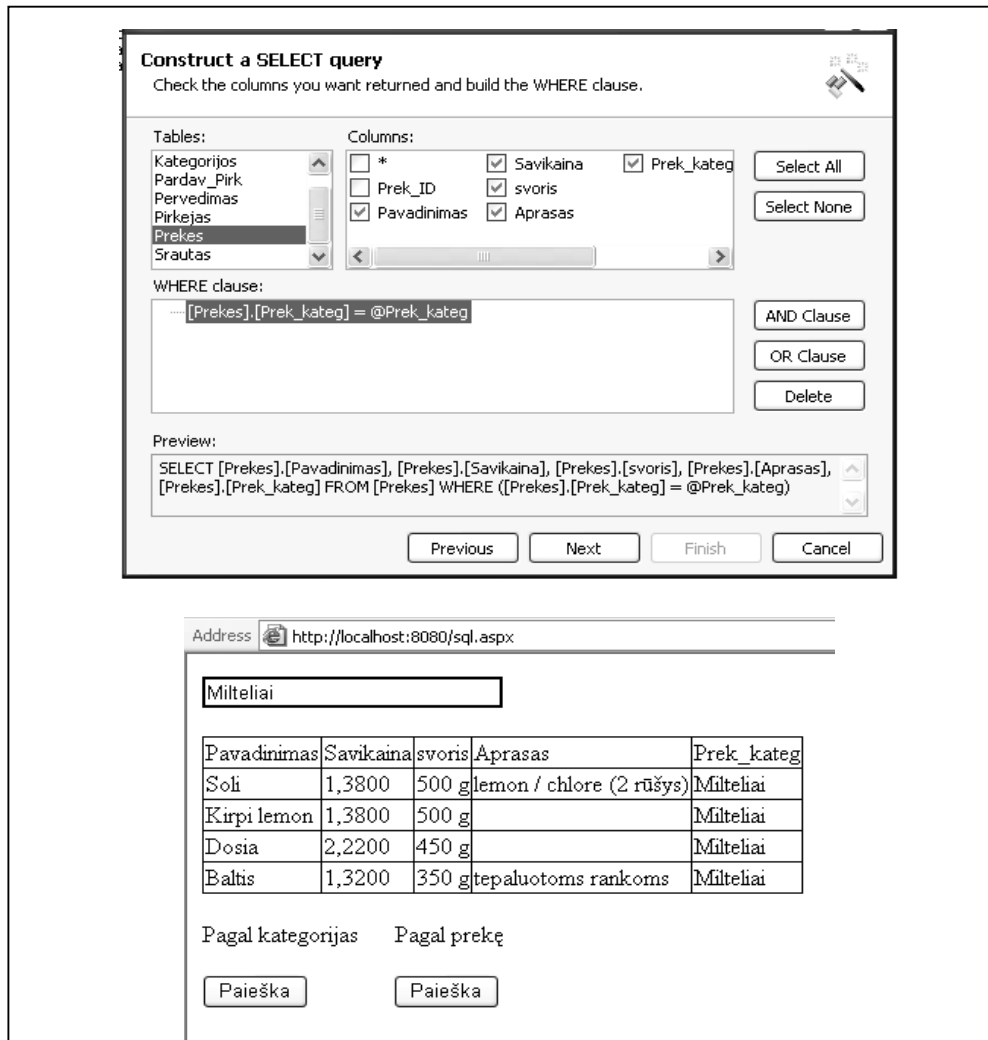 Construct a SELECT query
Check the columns you want returned and build the WHERE clause.
Tables:
Columns:
Kategorijos
Pardav_Pirk
Pervedimas
Pirkejas
Prekes
Srautas
* Savikaina Prek_kateg
Prek_ID svoris
Pavadinimas Aprasas
Select All
Select None
WHERE clause:
[Prekes].[Prek_kateg] = @Prek_kateg
AND Clause
OR Clause
Delete
Preview:
SELECT [Prekes].[Pavadinimas], [Prekes].[Savikaina], [Prekes].[svoris], [Prekes].[Aprasas],
[Prekes].[Prek_kateg] FROM [Prekes] WHERE ([Prekes].[Prek_kateg] = @Prek_kateg)
Previous Next Finish Cancel
Address http://localhost:8080/sql.aspx
Milteliai
Pavadinimas Savikaina svoris Aprasas Prek_kateg
Soli 1,3800 500 g lemon / chlore (2 rūšys) Milteliai
Kirpi lemon 1,3800 500 g Milteliai
Dosia 2,2200 450 g Milteliai
Baltis 1,3200 350 g tepaluotoms rankoms Milteliai
Pagal kategorijas Pagal prekę
Paieška Paieška